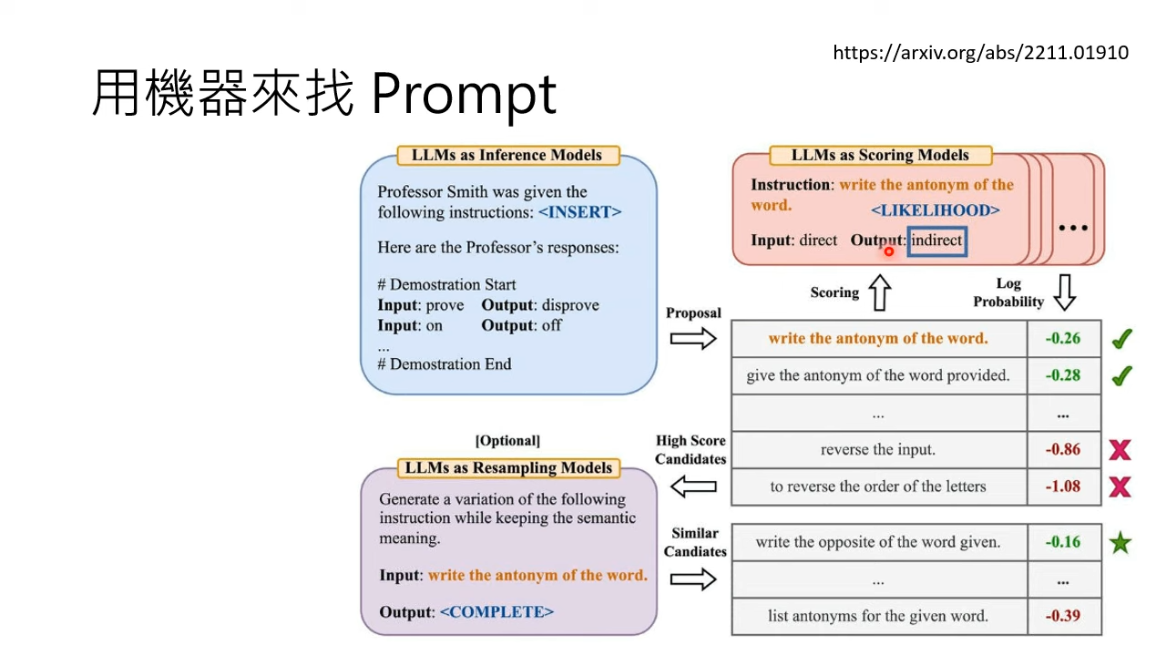 https://arxiv.org/abs/2211.01910
用機器來找 Prompt
LLMs as Inference Models
Professor Smith was given the
following instructions: <INSERT>
Here are the Professor's responses:
# Demostration Start
Input: prove Output: disprove
Input: on Output: off
...
# Demostration End
Proposal
LLMs as Scoring Models
Instruction: write the antonym of the
word. <LIKELIHOOD>
Input: direct Output: indirect
...
Scoring
Log
Probability
write the antonym of the word. -0.26
give the antonym of the word provided. -0.28
... ...
reverse the input. -0.86
to reverse the order of the letters -1.08
High Score
Candidates
[Optional]
LLMs as Resampling Models
Generate a variation of the following
instruction while keeping the semantic
meaning.
Input: write the antonym of the word.
Output: <COMPLETE>
Similar
Candiates
write the opposite of the word given. -0.16
... ...
list antonyms for the given word. -0.39